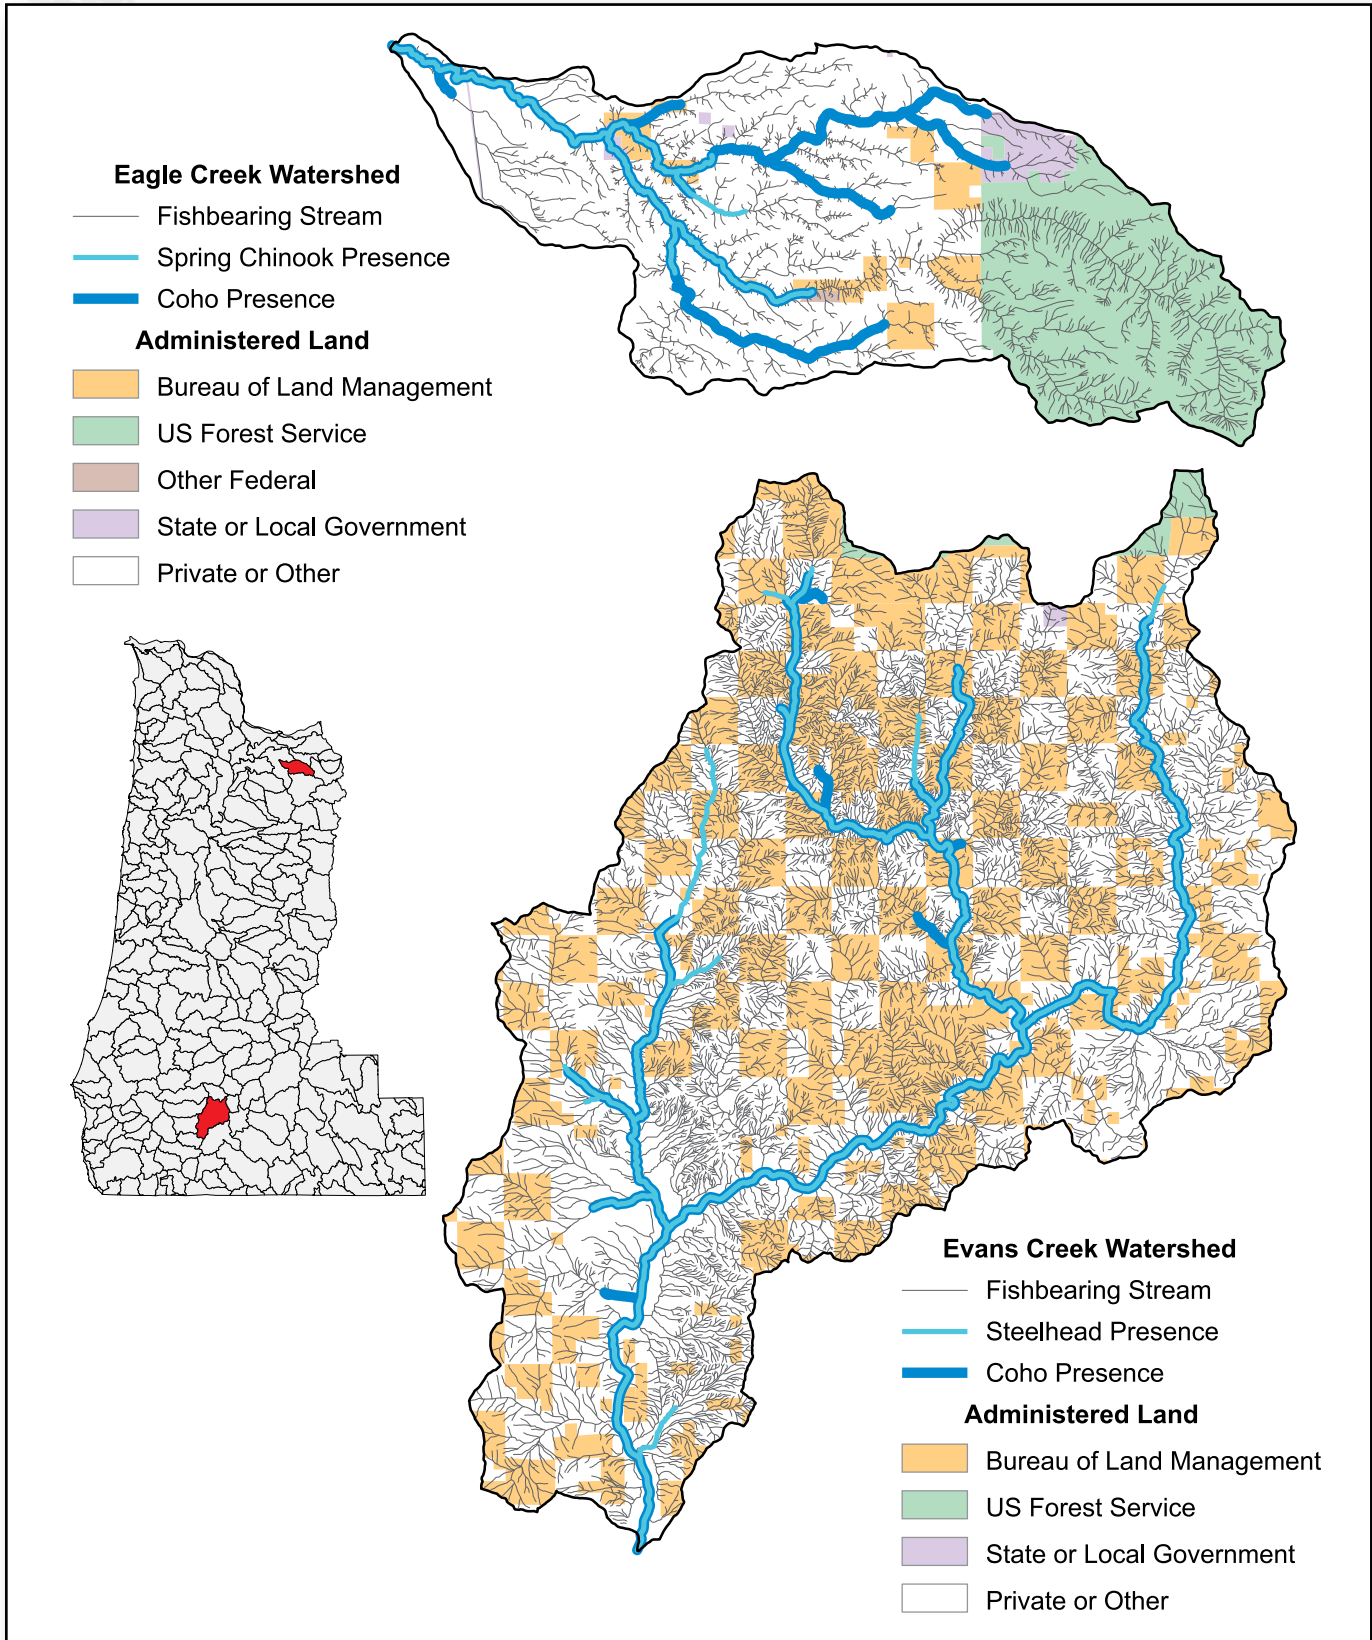 Eagle Creek Watershed
Fishbearing Stream
Spring Chinook Presence
Coho Presence
Administered Land
Bureau of Land Management
US Forest Service
Other Federal
State or Local Government
Private or Other
Evans Creek Watershed
Fishbearing Stream
Steelhead Presence
Coho Presence
Administered Land
Bureau of Land Management
US Forest Service
State or Local Government
Private or Other